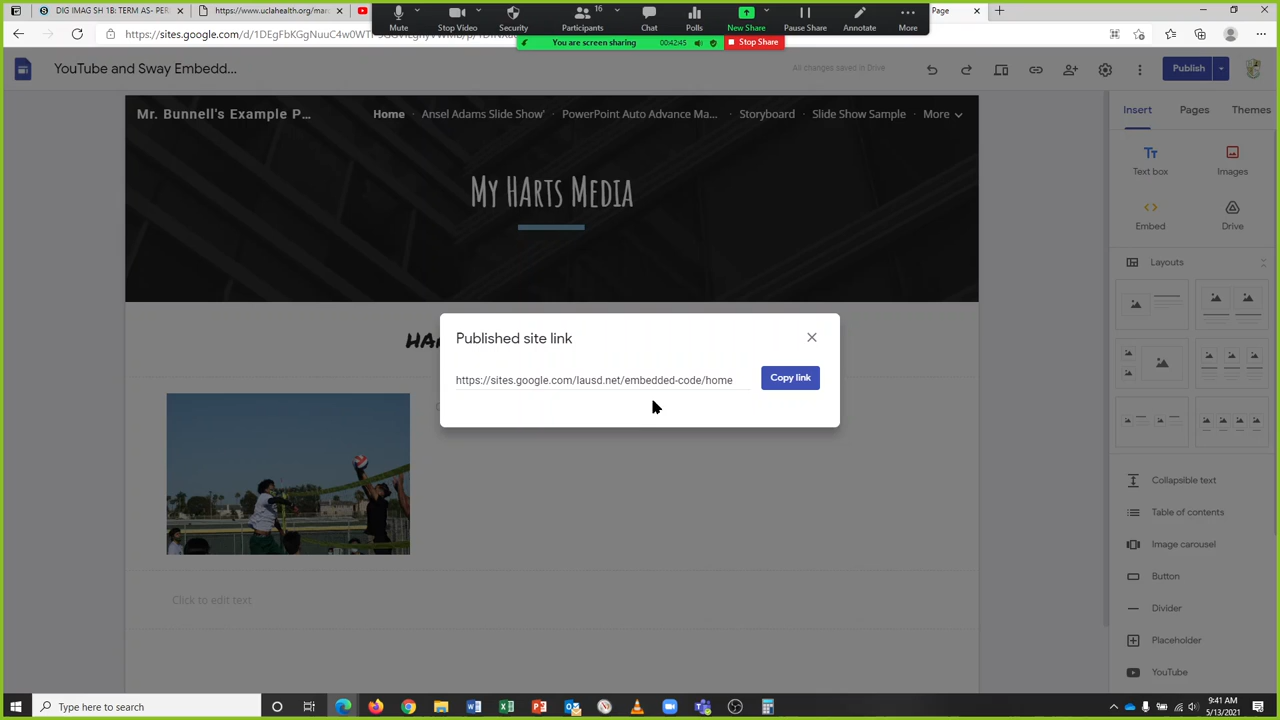 DIG IMAG SH 1B: TERM AS- PER
https://www.uclahealth.org/mar
Page
16
Mute
Stop Video
Security
Participants
Chat
Polls
New Share
Pause Share
Annotate
More
You are screen sharing
00:42:45
Stop Share
YouTube and Sway Embedd...
All changes saved in Drive
Publish
Mr. Bunnell's Example P...
Home
Ansel Adams Slide Show'
PowerPoint Auto Advance Ma...
Storyboard
Slide Show Sample
More
Insert
Pages
Themes
My HArts Media
Text box
Images
Embed
Drive
Layouts
Published site link
https://sites.google.com/lausd.net/embedded-code/home
Copy link
Click to edit text
Collapsible text
Table of contents
Image carousel
Button
Divider
Placeholder
YouTube
Type here to search
9:41 AM
5/13/2021